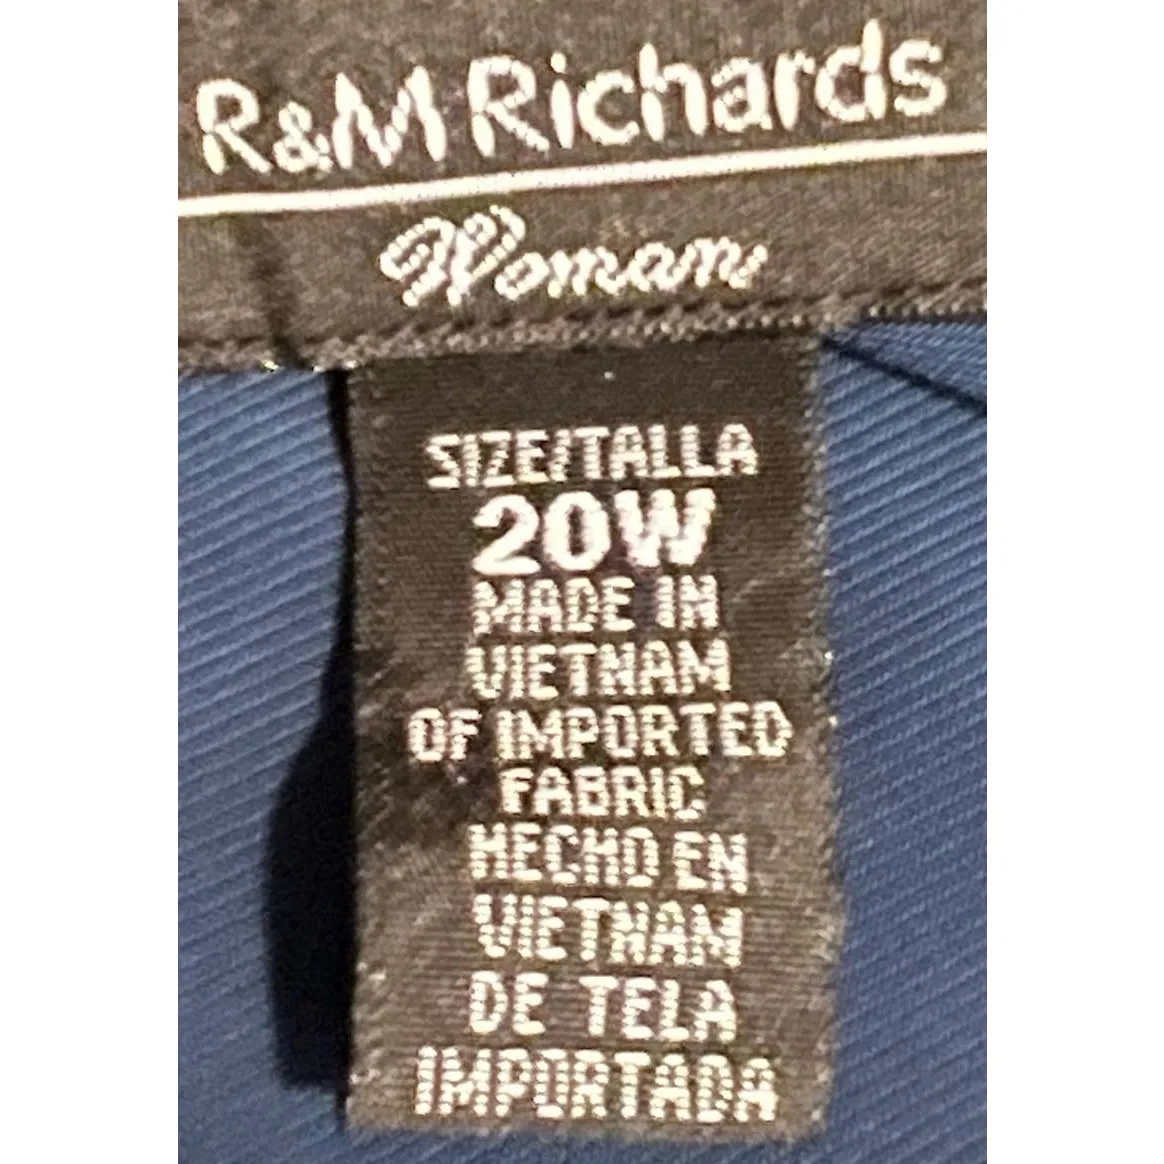 R&M Richards
Woman
SIZE/TALLA
20W
MADE IN
VIETNAM
OF IMPORTED
FABRIC
HECHO EN
VIETNAM
DE TELA
IMPORTADA